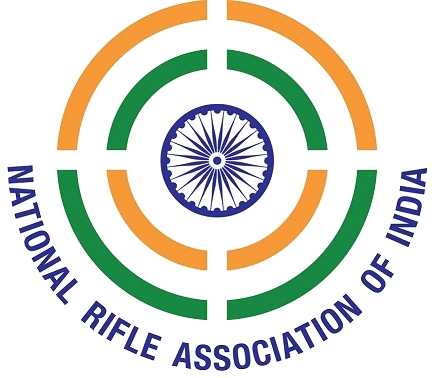 NATIONAL RIFLE ASSOCIATION OF INDIA